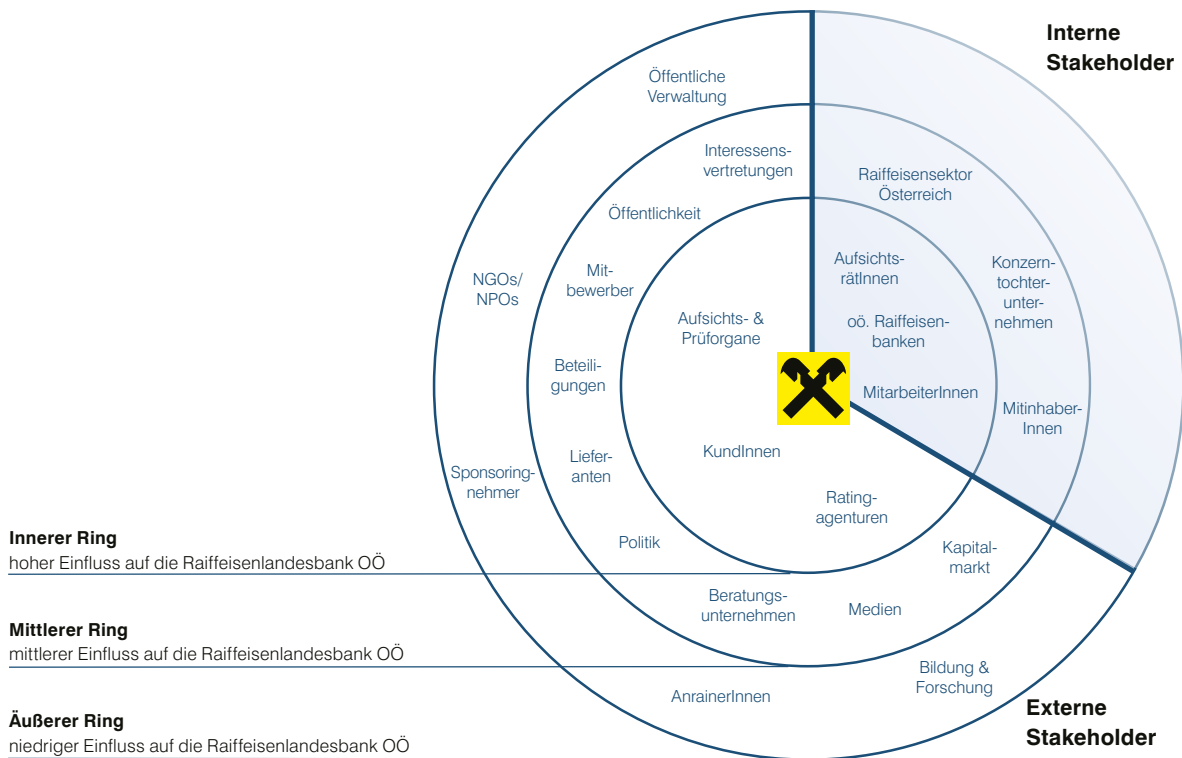 Interne
Stakeholder
Öffentliche
Verwaltung
Interessens-
vertretungen
Raiffeisensektor
Österreich
Öffentlichkeit
Aufsichts-
rätInnen
Konzern-
tochter-
unter-
nehmen
NGOs/
NPOs
Mit-
bewerber
Aufsichts- &
Prüforgane
oö. Raiffeisen-
banken
Beteili-
gungen
MitarbeiterInnen
Mitinhaber-
Innen
KundInnen
Liefer-
anten
Sponsoring-
nehmer
Rating-
agenturen
Politik
Kapital-
markt
Innerer Ring
hoher Einfluss auf die Raiffeisenlandesbank OÖ
Beratungs-
unternehmen
Medien
Mittlerer Ring
mittlerer Einfluss auf die Raiffeisenlandesbank OÖ
Bildung &
Forschung
AnrainerInnen
Externe
Stakeholder
Äußerer Ring
niedriger Einfluss auf die Raiffeisenlandesbank OÖ